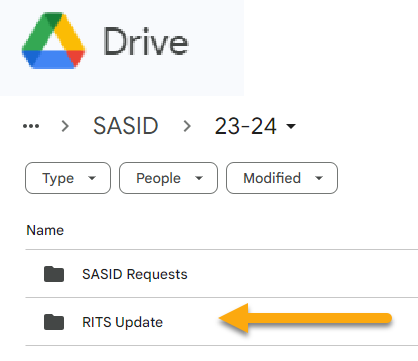 Drive
... > SASID > 23-24
Type People Modified
Name
SASID Requests
RITS Update